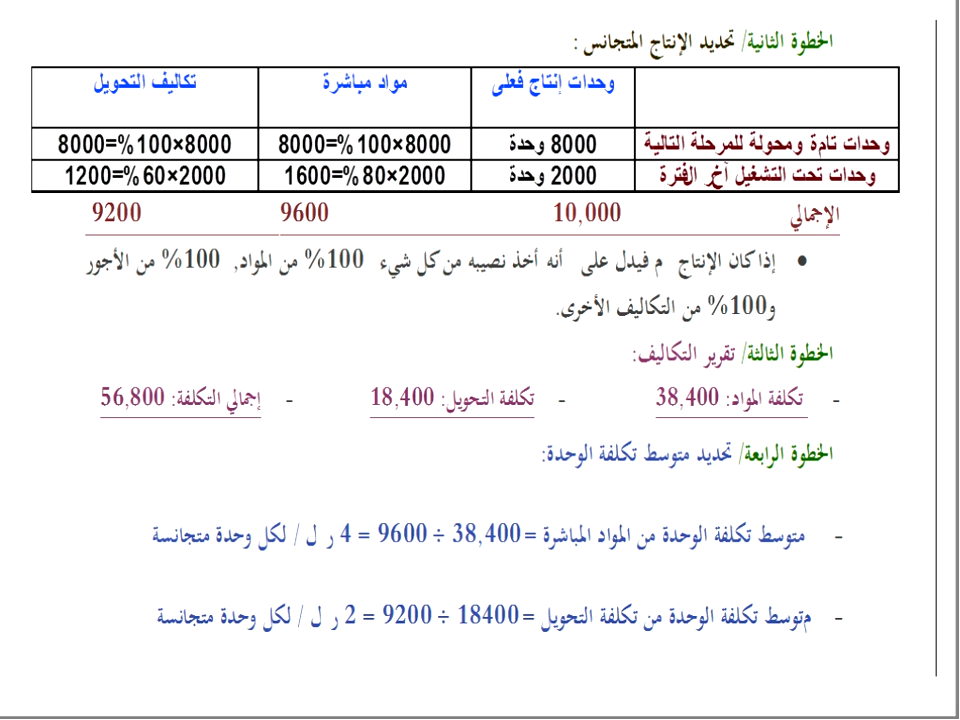 الخطوة الثانية/ تحديد الإنتاج المتجانس :
وحدات إنتاج فعلى مواد مباشرة تكاليف التحويل
وحدات تامة ومحولة للمرحلة التالية 8000 وحدة 8000×100%=8000 8000×100%=8000
وحدات تحت التشغيل أخر الفترة 2000 وحدة 2000×80%=1600 2000×60%=1200
الإجمالي 10,000 9600 9200
• إذا كان الإنتاج م فيدل على أنه أخذ نصيبه من كل شيء 100% من المواد, 100% من الأجور
و100% من التكاليف الأخرى.
الخطوة الثالثة/ تقرير التكاليف:
- تكلفة المواد: 38,400 - تكلفة التحويل: 18,400 - إجمالي التكلفة: 56,800
الخطوة الرابعة/ تحديد متوسط تكلفة الوحدة:
- متوسط تكلفة الوحدة من المواد المباشرة = 38,400 ÷ 9600 = 4 ر ل / لكل وحدة متجانسة
- متوسط تكلفة الوحدة من تكلفة التحويل = 18400 ÷ 9200 = 2 ر ل / لكل وحدة متجانسة